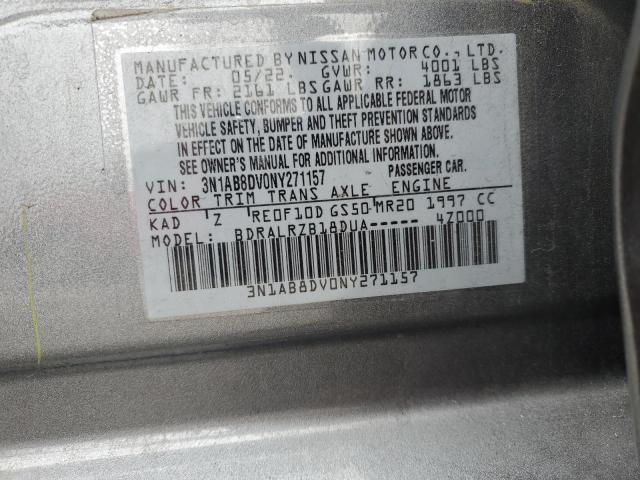 MANUFACTURED BY NISSAN MOTOR CO., LTD.
DATE: 05/22. GVWR: 4001 LBS
GAWR FR: 2161 LBS GAWR RR: 1863 LBS
THIS VEHICLE CONFORMS TO ALL APPLICABLE FEDERAL MOTOR
VEHICLE SAFETY, BUMPER AND THEFT PREVENTION STANDARDS
IN EFFECT ON THE DATE OF MANUFACTURE SHOWN ABOVE.
SEE OWNER'S MANUAL FOR ADDITIONAL INFORMATION.
VIN: 3N1AB8DV0NY271157 PASSENGER CAR.
COLOR TRIM TRANS AXLE ENGINE
KAD Z RE0F10D GS50-MR20 1997 CC
MODEL: BDRALRZB18DUA----- 4Z000
3N1AB8DV0NY271157